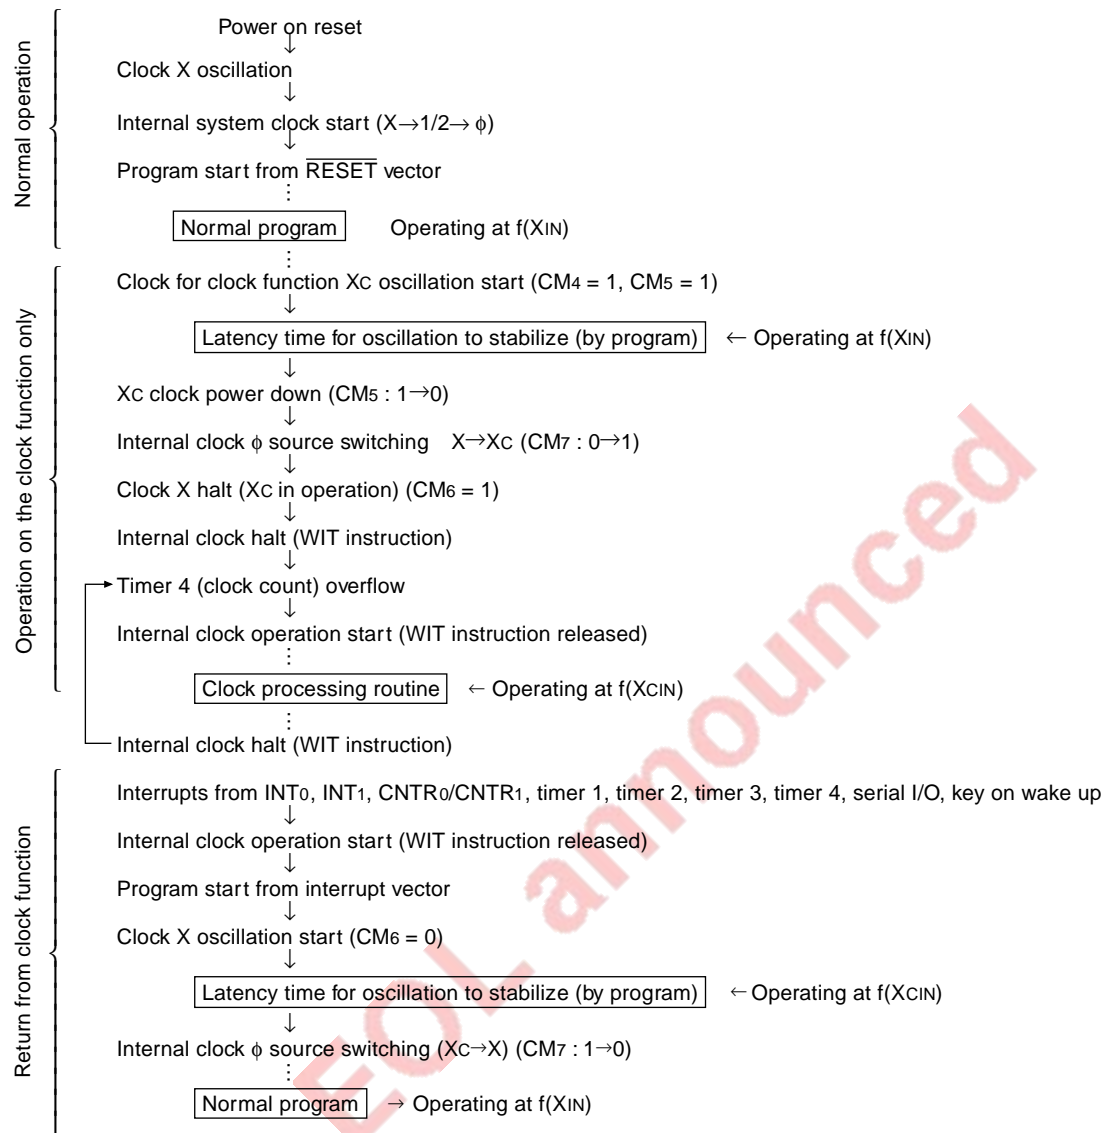 Normal operation
Power on reset
↓
Clock X oscillation
↓
Internal system clock start (X→1/2→ ϕ)
↓
Program start from R̅E̅S̅E̅T̅ vector
⋮
Normal program Operating at f(XIN)
⋮
Operation on the clock function only
Clock for clock function XC oscillation start (CM4 = 1, CM5 = 1)
↓
Latency time for oscillation to stabilize (by program) ← Operating at f(XIN)
↓
XC clock power down (CM5 : 1→0)
↓
Internal clock ϕ source switching X→XC (CM7 : 0→1)
↓
Clock X halt (XC in operation) (CM6 = 1)
↓
Internal clock halt (WIT instruction)
↓
Timer 4 (clock count) overflow
↓
Internal clock operation start (WIT instruction released)
⋮
Clock processing routine ← Operating at f(XCIN)
⋮
Internal clock halt (WIT instruction)
Return from clock function
Interrupts from INT0, INT1, CNTR0/CNTR1, timer 1, timer 2, timer 3, timer 4, serial I/O, key on wake up
↓
Internal clock operation start (WIT instruction released)
↓
Program start from interrupt vector
↓
Clock X oscillation start (CM6 = 0)
↓
Latency time for oscillation to stabilize (by program) ← Operating at f(XCIN)
↓
Internal clock ϕ source switching (XC→X) (CM7 : 1→0)
⋮
Normal program → Operating at f(XIN)
EOL announced